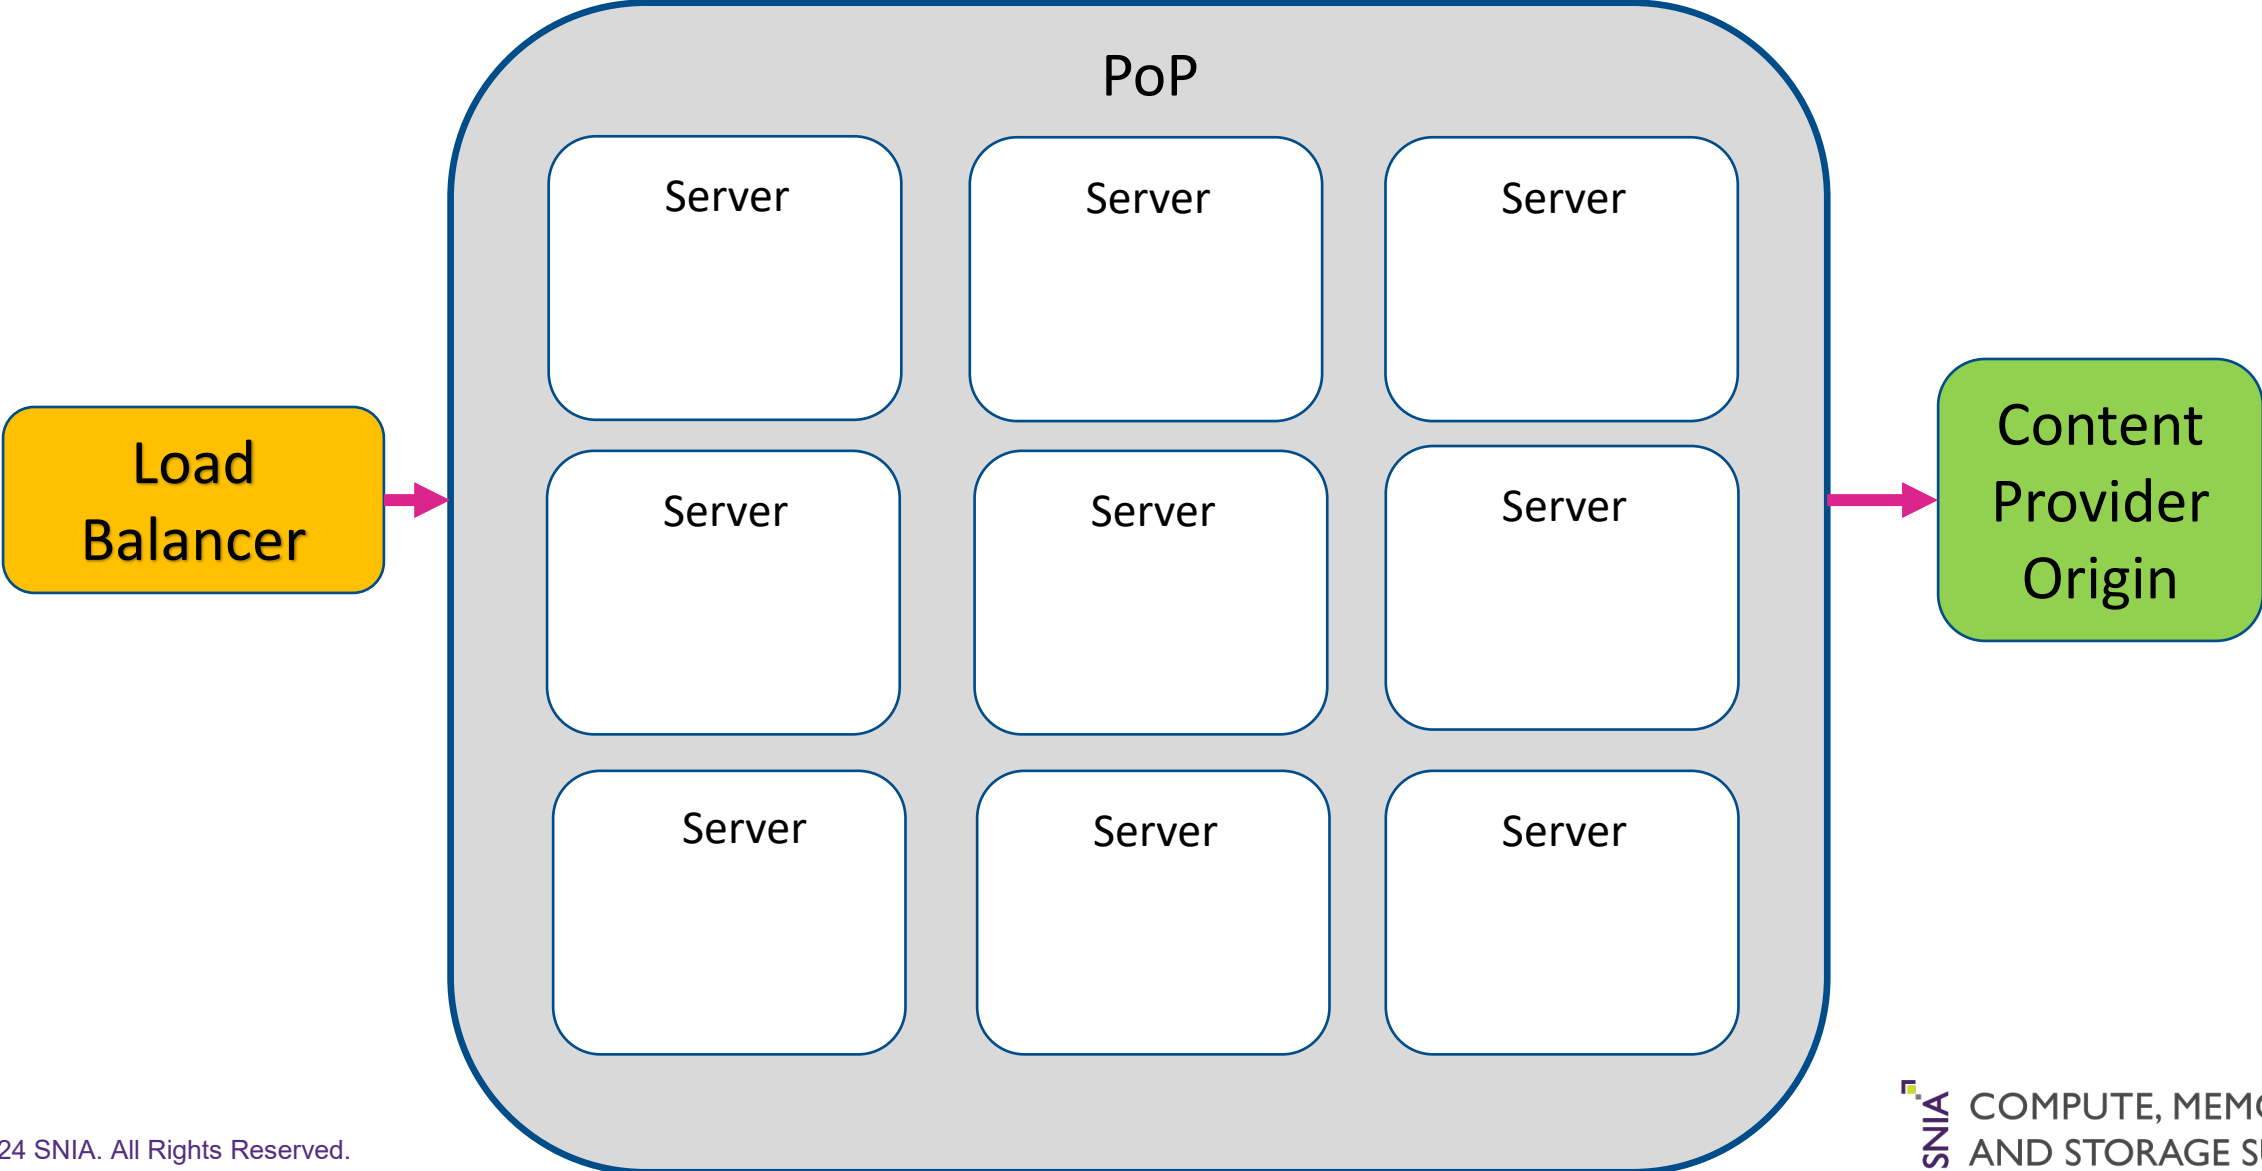 PoP
Server
Server
Server
Load
Balancer
Server
Server
Server
Content
Provider
Origin
Server
Server
Server
24 SNIA. All Rights Reserved.
SNIA
COMPUTE, MEMO
AND STORAGE S